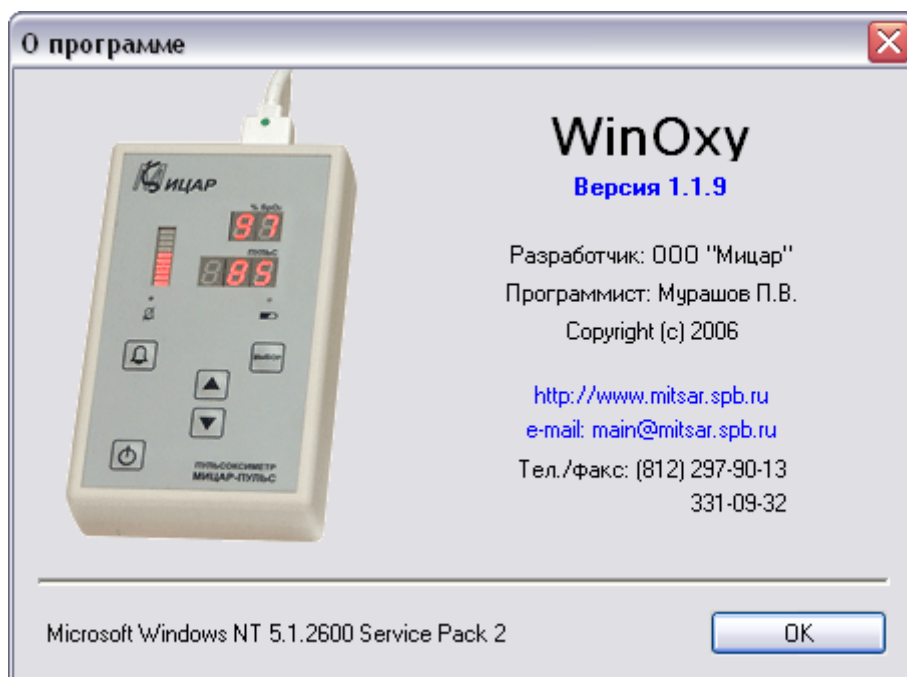 О программе
МИЦАР
% SpO₂
97
ПУЛЬС
85
ВЫБОР
ПУЛЬСОКСИМЕТР
МИЦАР-ПУЛЬС
WinOxy
Версия 1.1.9
Разработчик: ООО "Мицар"
Программист: Мурашов П.В.
Copyright (c) 2006
http://www.mitsar.spb.ru
e-mail: main@mitsar.spb.ru
Тел./факс: (812) 297-90-13
331-09-32
Microsoft Windows NT 5.1.2600 Service Pack 2
OK